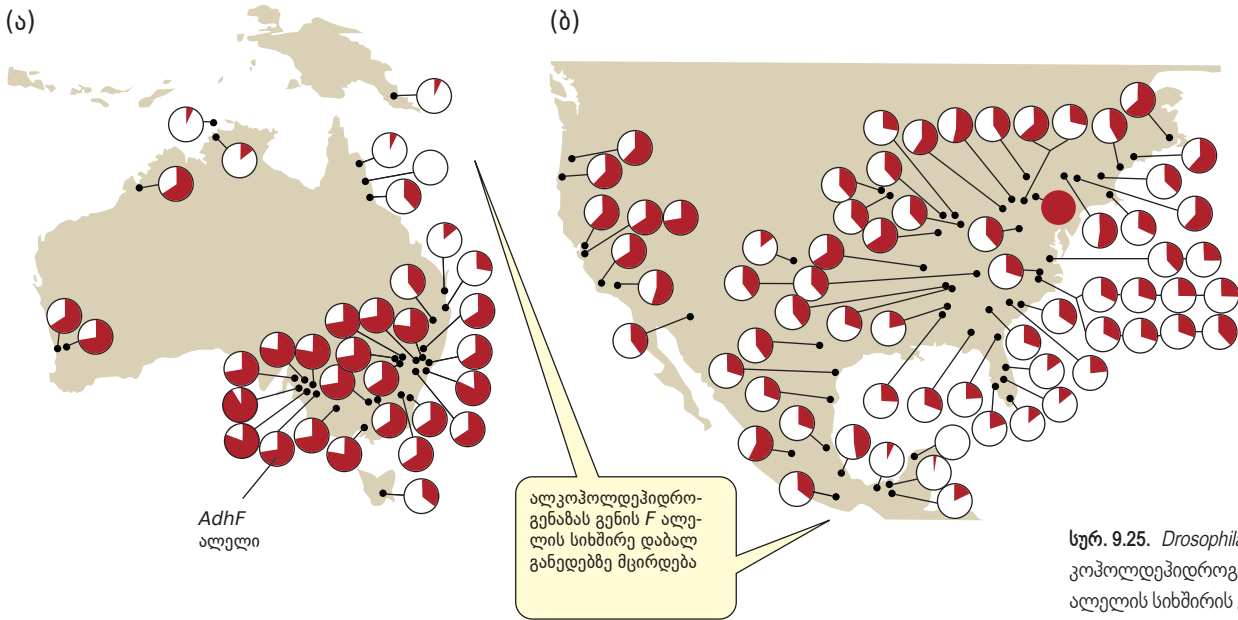 (ა)
(ბ)
AdhF
ალელი
ალკოჰოლდეჰიდრო-
გენაზას გენის F ალე-
ლის სიხშირე დაბალ
განედებზე მცირდება
სურ. 9.25. Drosophila
კოჰოლდეჰიდროგ
ალელის სიხშირის